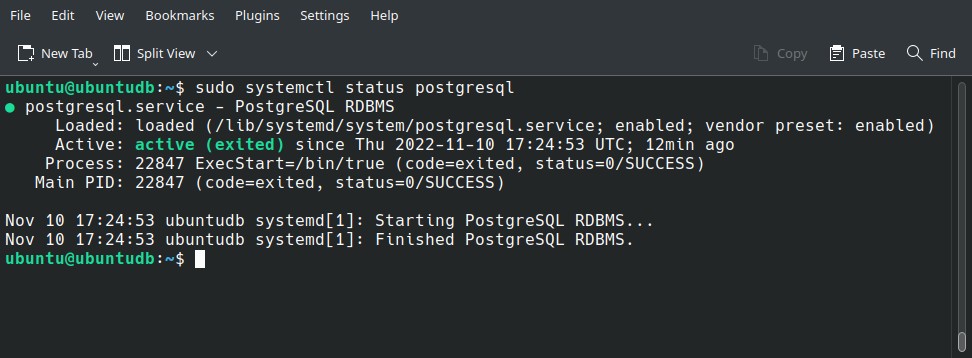 File Edit View Bookmarks Plugins Settings Help
New Tab Split View Copy Paste Find
ubuntu@ubuntudb:~$ sudo systemctl status postgresql
● postgresql.service - PostgreSQL RDBMS
Loaded: loaded (/lib/systemd/system/postgresql.service; enabled; vendor preset: enabled)
Active: active (exited) since Thu 2022-11-10 17:24:53 UTC; 12min ago
Process: 22847 ExecStart=/bin/true (code=exited, status=0/SUCCESS)
Main PID: 22847 (code=exited, status=0/SUCCESS)
Nov 10 17:24:53 ubuntudb systemd[1]: Starting PostgreSQL RDBMS...
Nov 10 17:24:53 ubuntudb systemd[1]: Finished PostgreSQL RDBMS.
ubuntu@ubuntudb:~$